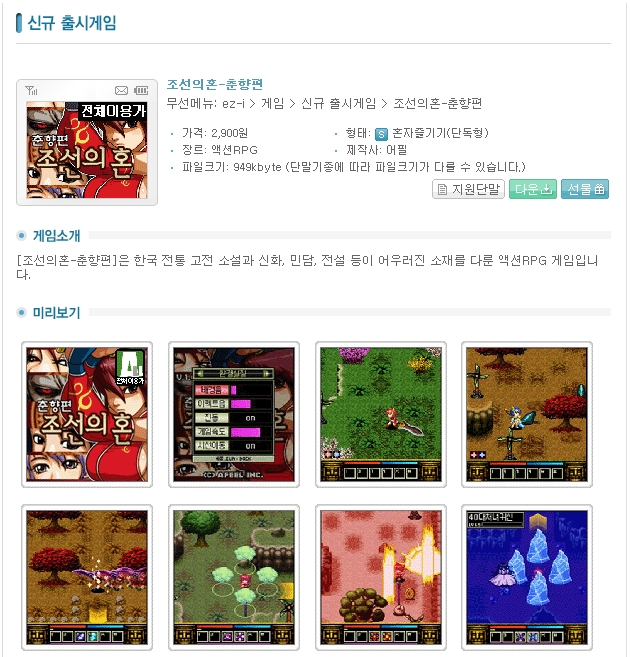 신규 출시게임
조선의혼-춘향편
무선메뉴: ez-i > 게임 > 신규 출시게임 > 조선의혼-춘향편
전체이용가
춘향편
조선의혼
가격: 2,900원
형태: S 혼자즐기기(단독형)
장르: 액션RPG
제작사: 어필
파일크기: 949kbyte (단말기종에 따라 파일크기가 다를 수 있습니다.)
지원단말
다운
선물
게임소개
[조선의혼-춘향편]은 한국 전통 고전 소설과 신화, 민담, 전설 등이 어우러진 소재를 다룬 액션RPG 게임입니
다.
미리보기
전체이용가
춘향편
조선의혼
V.1.
환경설정
배경음
이펙트음
진동 on
게임속도
시선이동 on
(C)AFEEL INC.
40대처녀귀신